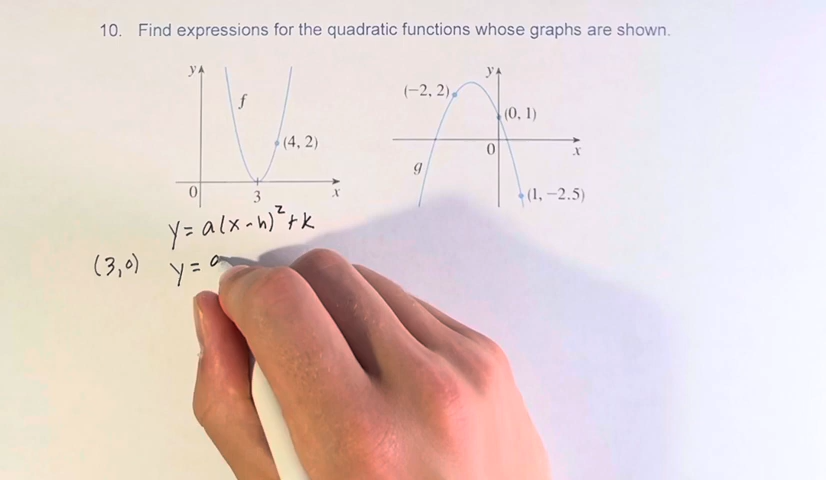 10. Find expressions for the quadratic functions whose graphs are shown.
y
f
(4, 2)
0
3
x
y
(−2, 2)
(0, 1)
0
x
g
(1, −2.5)
y = a(x-h)² + k
(3,0) y = a